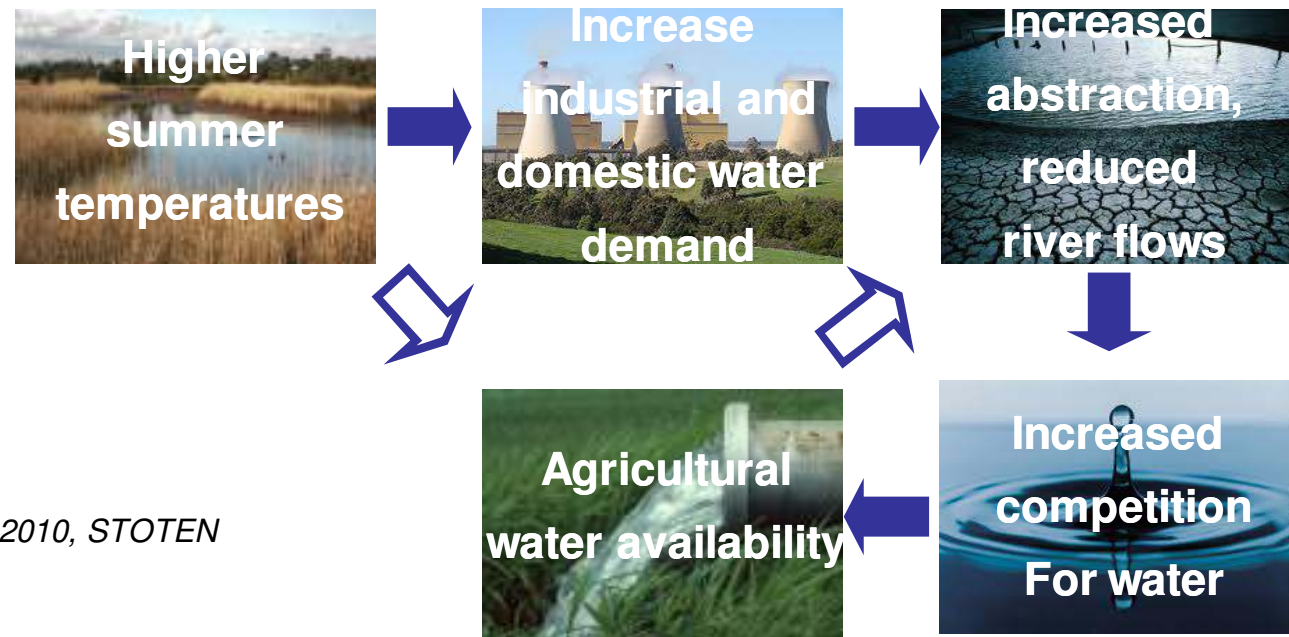 Higher
summer
temperatures
Increase
industrial and
domestic water
demand
Increased
abstraction,
reduced
river flows
Agricultural
water availability
Increased
competition
For water
2010, STOTEN